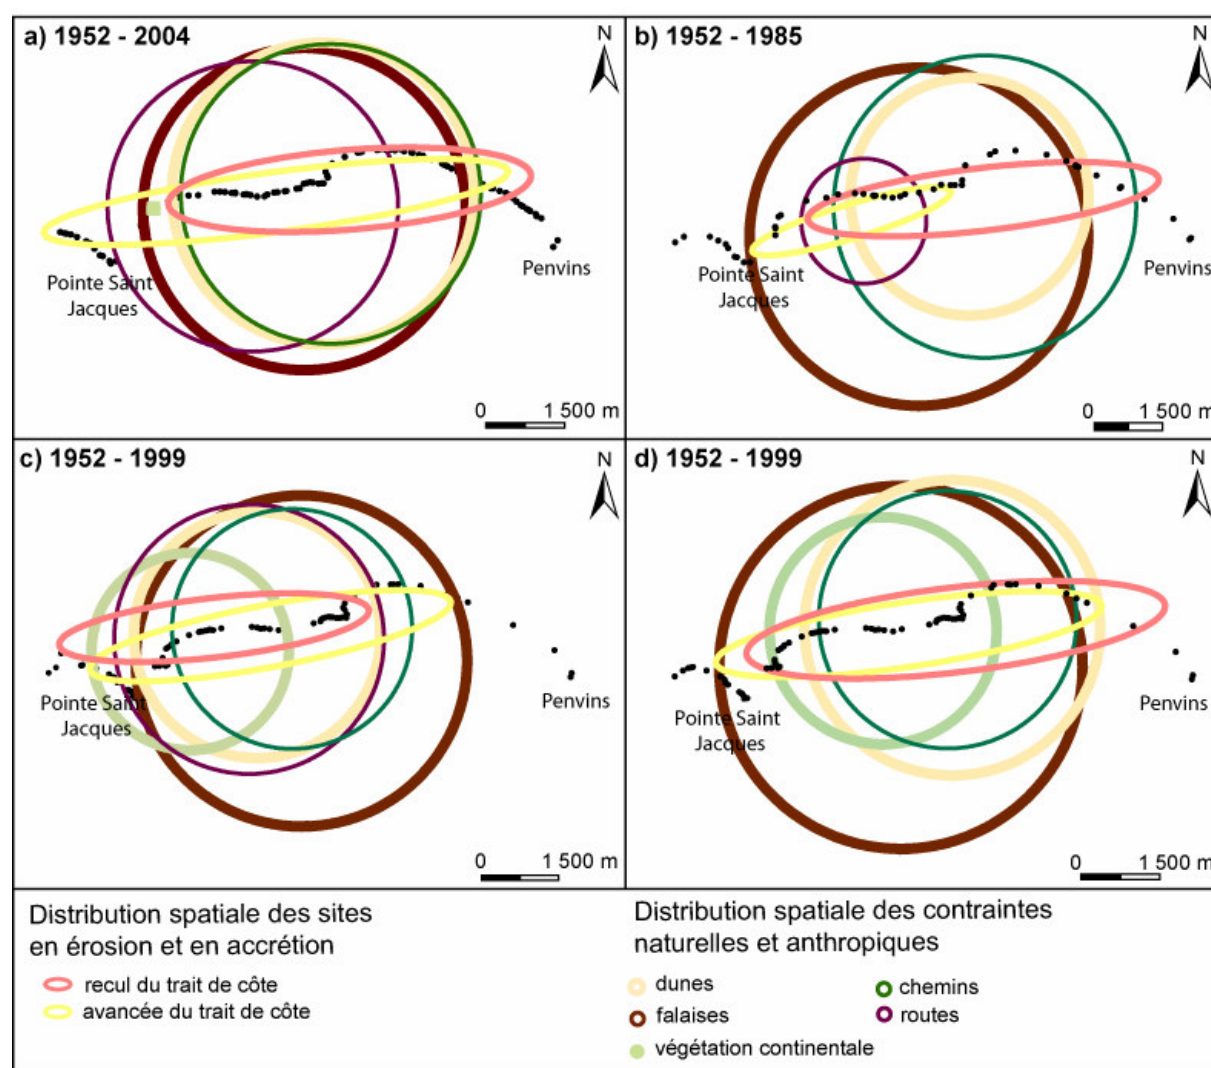 a) 1952 - 2004
N
Pointe Saint
Jacques
Penvins
0 1 500 m
b) 1952 - 1985
N
Pointe Saint
Jacques
Penvins
0 1 500 m
c) 1952 - 1999
N
Pointe Saint
Jacques
Penvins
0 1 500 m
d) 1952 - 1999
N
Pointe Saint
Jacques
Penvins
0 1 500 m
Distribution spatiale des sites
en érosion et en accrétion
recul du trait de côte
avancée du trait de côte
Distribution spatiale des contraintes
naturelles et anthropiques
dunes
falaises
végétation continentale
chemins
routes